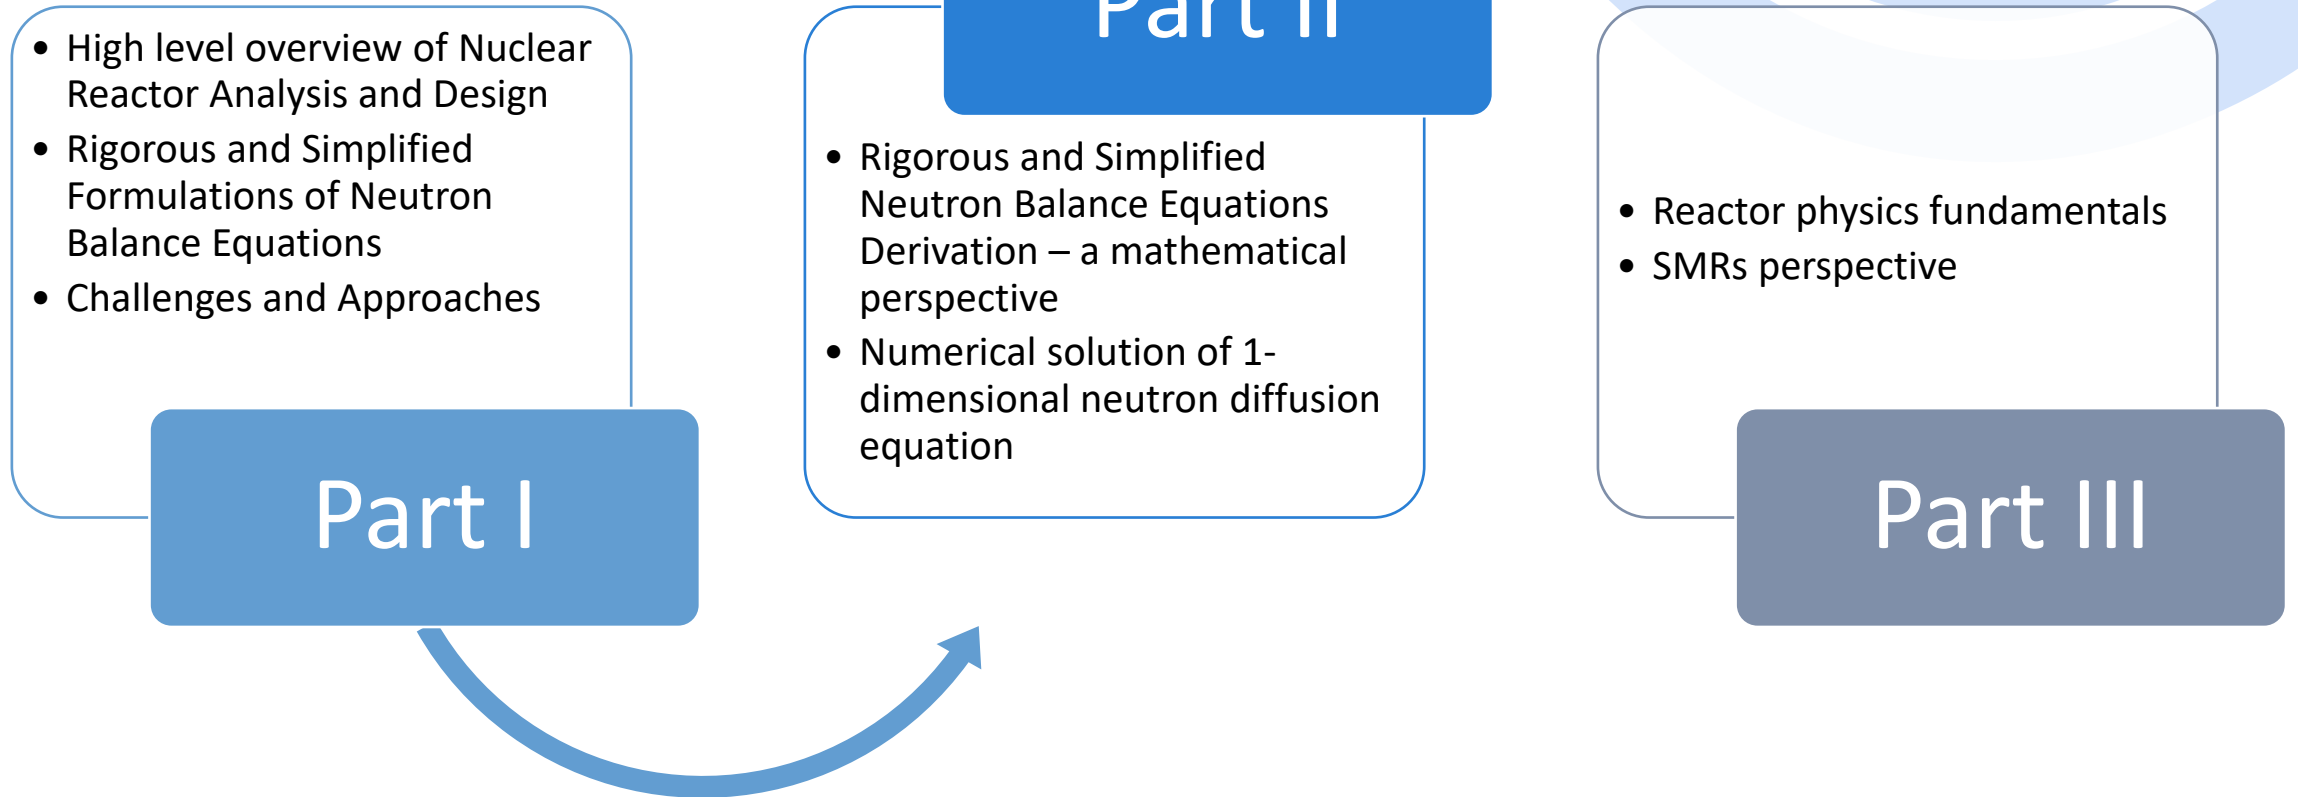 • High level overview of Nuclear
Reactor Analysis and Design
• Rigorous and Simplified
Formulations of Neutron
Balance Equations
• Challenges and Approaches
Part I
Part II
• Rigorous and Simplified
Neutron Balance Equations
Derivation – a mathematical
perspective
• Numerical solution of 1-
dimensional neutron diffusion
equation
• Reactor physics fundamentals
• SMRs perspective
Part III